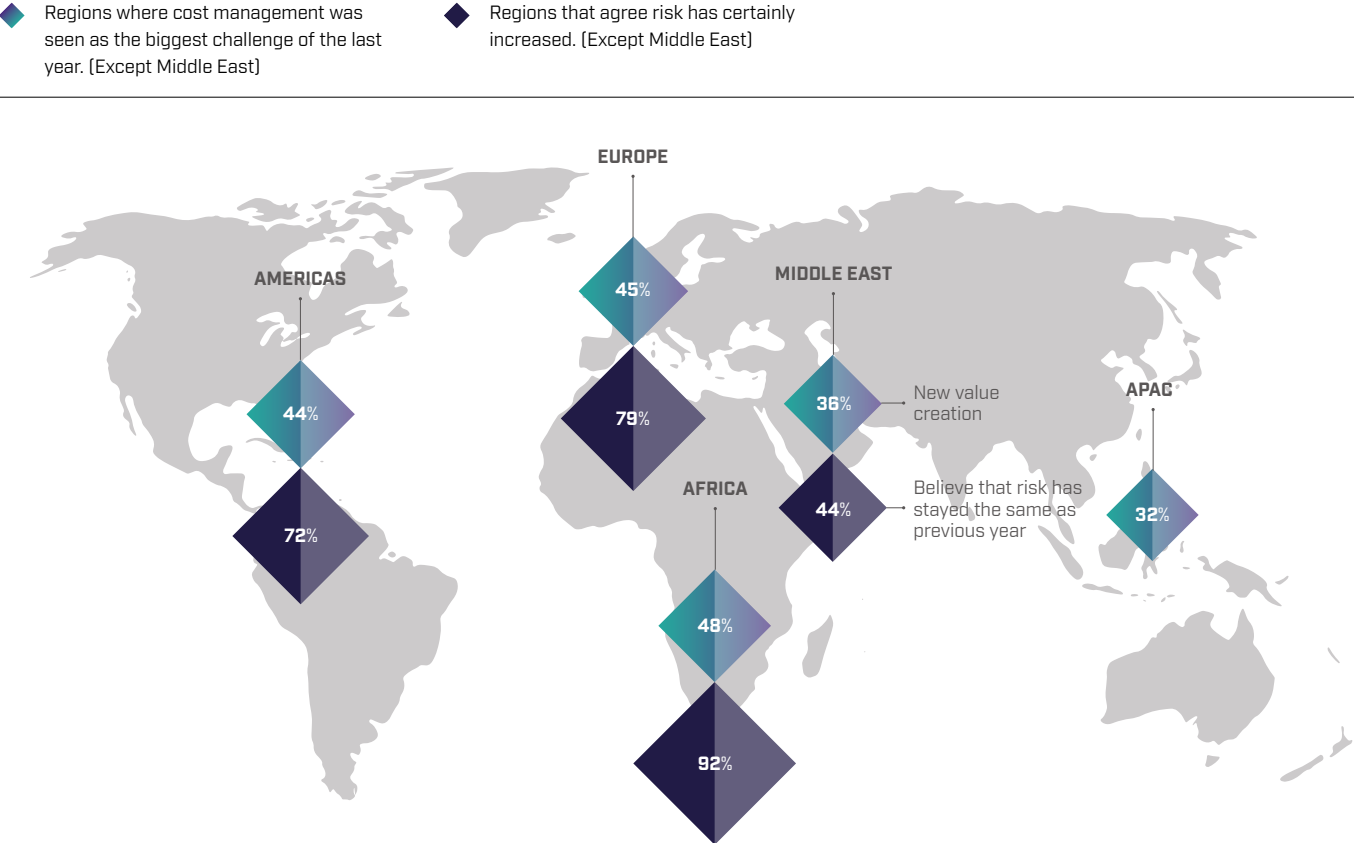 Regions where cost management was
seen as the biggest challenge of the last
year. (Except Middle East)
Regions that agree risk has certainly
increased. (Except Middle East)
EUROPE
45%
79%
AMERICAS
44%
72%
MIDDLE EAST
36%
New value
creation
44%
Believe that risk has
stayed the same as
previous year
APAC
32%
AFRICA
48%
92%